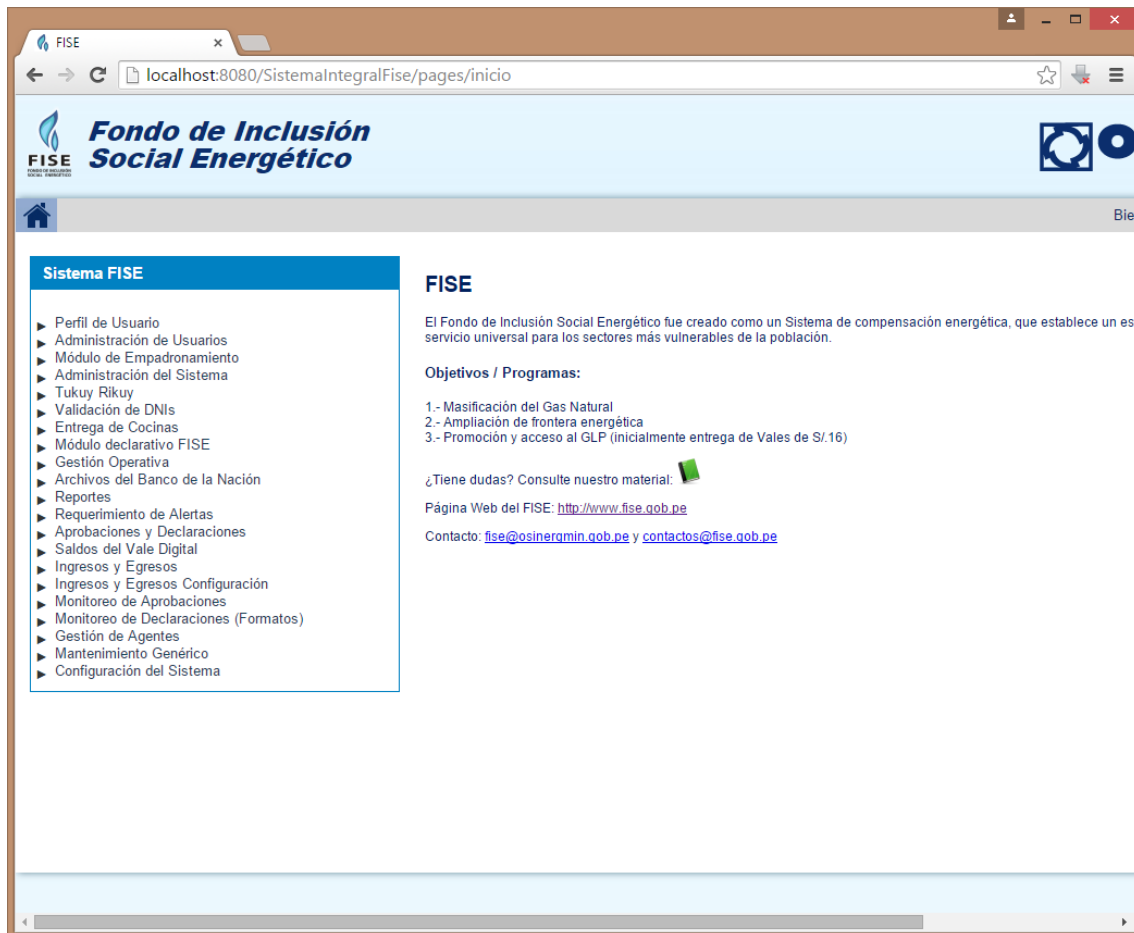 FISE
localhost:8080/SistemaIntegralFise/pages/inicio
FISE
FONDO DE INCLUSIÓN
SOCIAL ENERGÉTICO
Fondo de Inclusión
Social Energético
O
Bie
Sistema FISE
Perfil de Usuario
Administración de Usuarios
Módulo de Empadronamiento
Administración del Sistema
Tukuy Rikuy
Validación de DNIs
Entrega de Cocinas
Módulo declarativo FISE
Gestión Operativa
Archivos del Banco de la Nación
Reportes
Requerimiento de Alertas
Aprobaciones y Declaraciones
Saldos del Vale Digital
Ingresos y Egresos
Ingresos y Egresos Configuración
Monitoreo de Aprobaciones
Monitoreo de Declaraciones (Formatos)
Gestión de Agentes
Mantenimiento Genérico
Configuración del Sistema
FISE
El Fondo de Inclusión Social Energético fue creado como un Sistema de compensación energética, que establece un es
servicio universal para los sectores más vulnerables de la población.
Objetivos / Programas:
1.- Masificación del Gas Natural
2.- Ampliación de frontera energética
3.- Promoción y acceso al GLP (inicialmente entrega de Vales de S/.16)
¿Tiene dudas? Consulte nuestro material:
Página Web del FISE: http://www.fise.gob.pe
Contacto: fise@osinergmin.gob.pe y contactos@fise.gob.pe